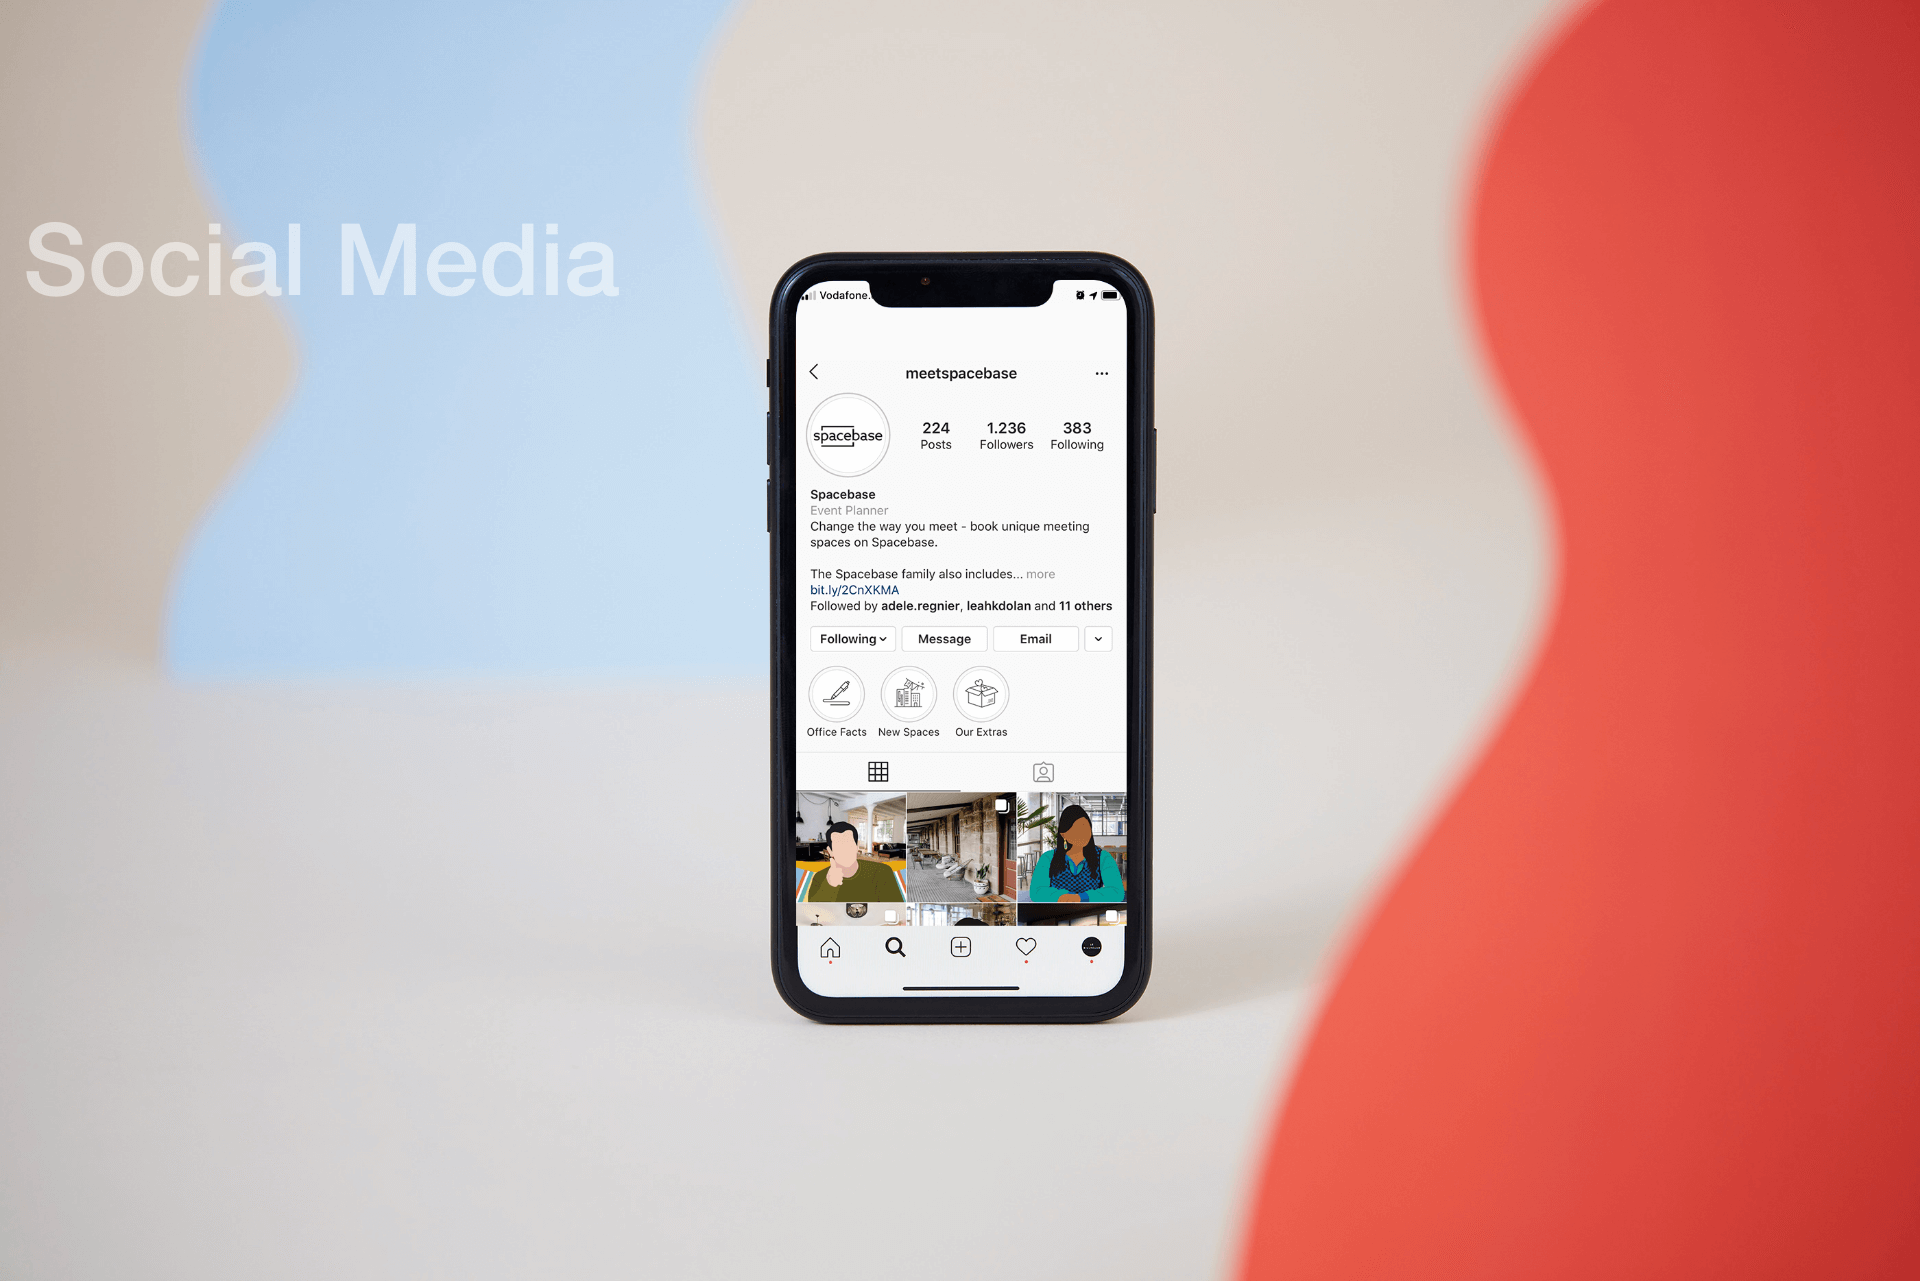 Social Media
Vodafone.
meetspacebase
spacebase
224
Posts
1.236
Followers
383
Following
Spacebase
Event Planner
Change the way you meet - book unique meeting
spaces on Spacebase.
The Spacebase family also includes... more
bit.ly/2CnXKMA
Followed by adele.regnier, leahkdolan and 11 others
Following
Message
Email
Office Facts
New Spaces
Our Extras